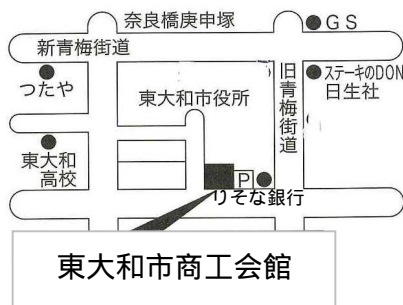 奈良橋庚申塚
GS
新青梅街道
つたや
東大和市役所
旧青梅街道
ステーキのDON
日生社
東大和
高校
P
りそな銀行
東大和市商工会館